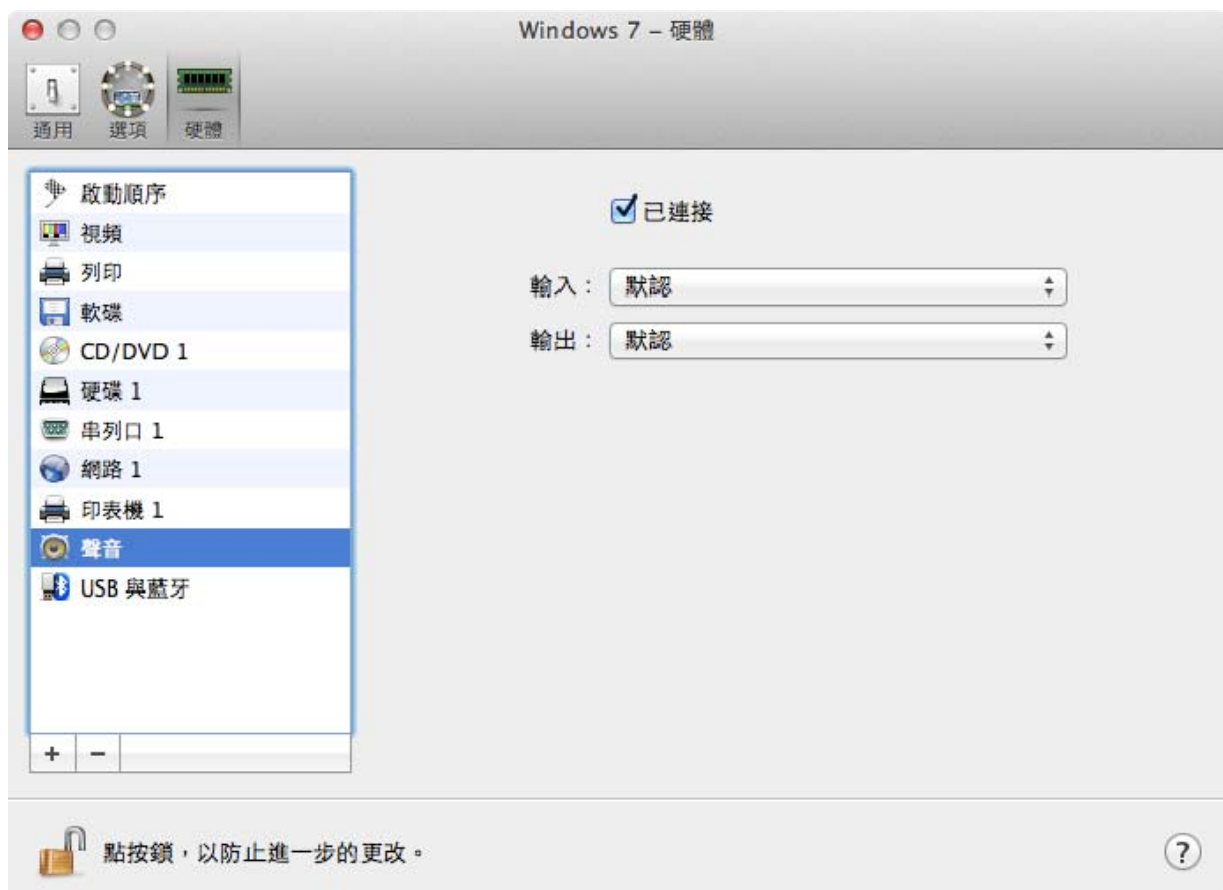 Windows 7 – 硬體
通用 選項 硬體
啟動順序
視頻
列印
軟碟
CD/DVD 1
硬碟 1
串列口 1
網路 1
印表機 1
聲音
USB 與藍牙
+ −
已連接
輸入： 默認
輸出： 默認
點按鎖，以防止進一步的更改。
?